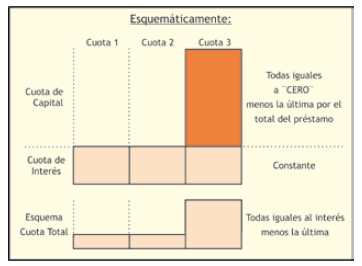 Esquemáticamente:
Cuota 1 Cuota 2 Cuota 3
Cuota de
Capital
Todas iguales
a ¨CERO¨
menos la última por el
total del préstamo
Cuota de
Interés
Constante
Esquema
Cuota Total
Todas iguales al interés
menos la última